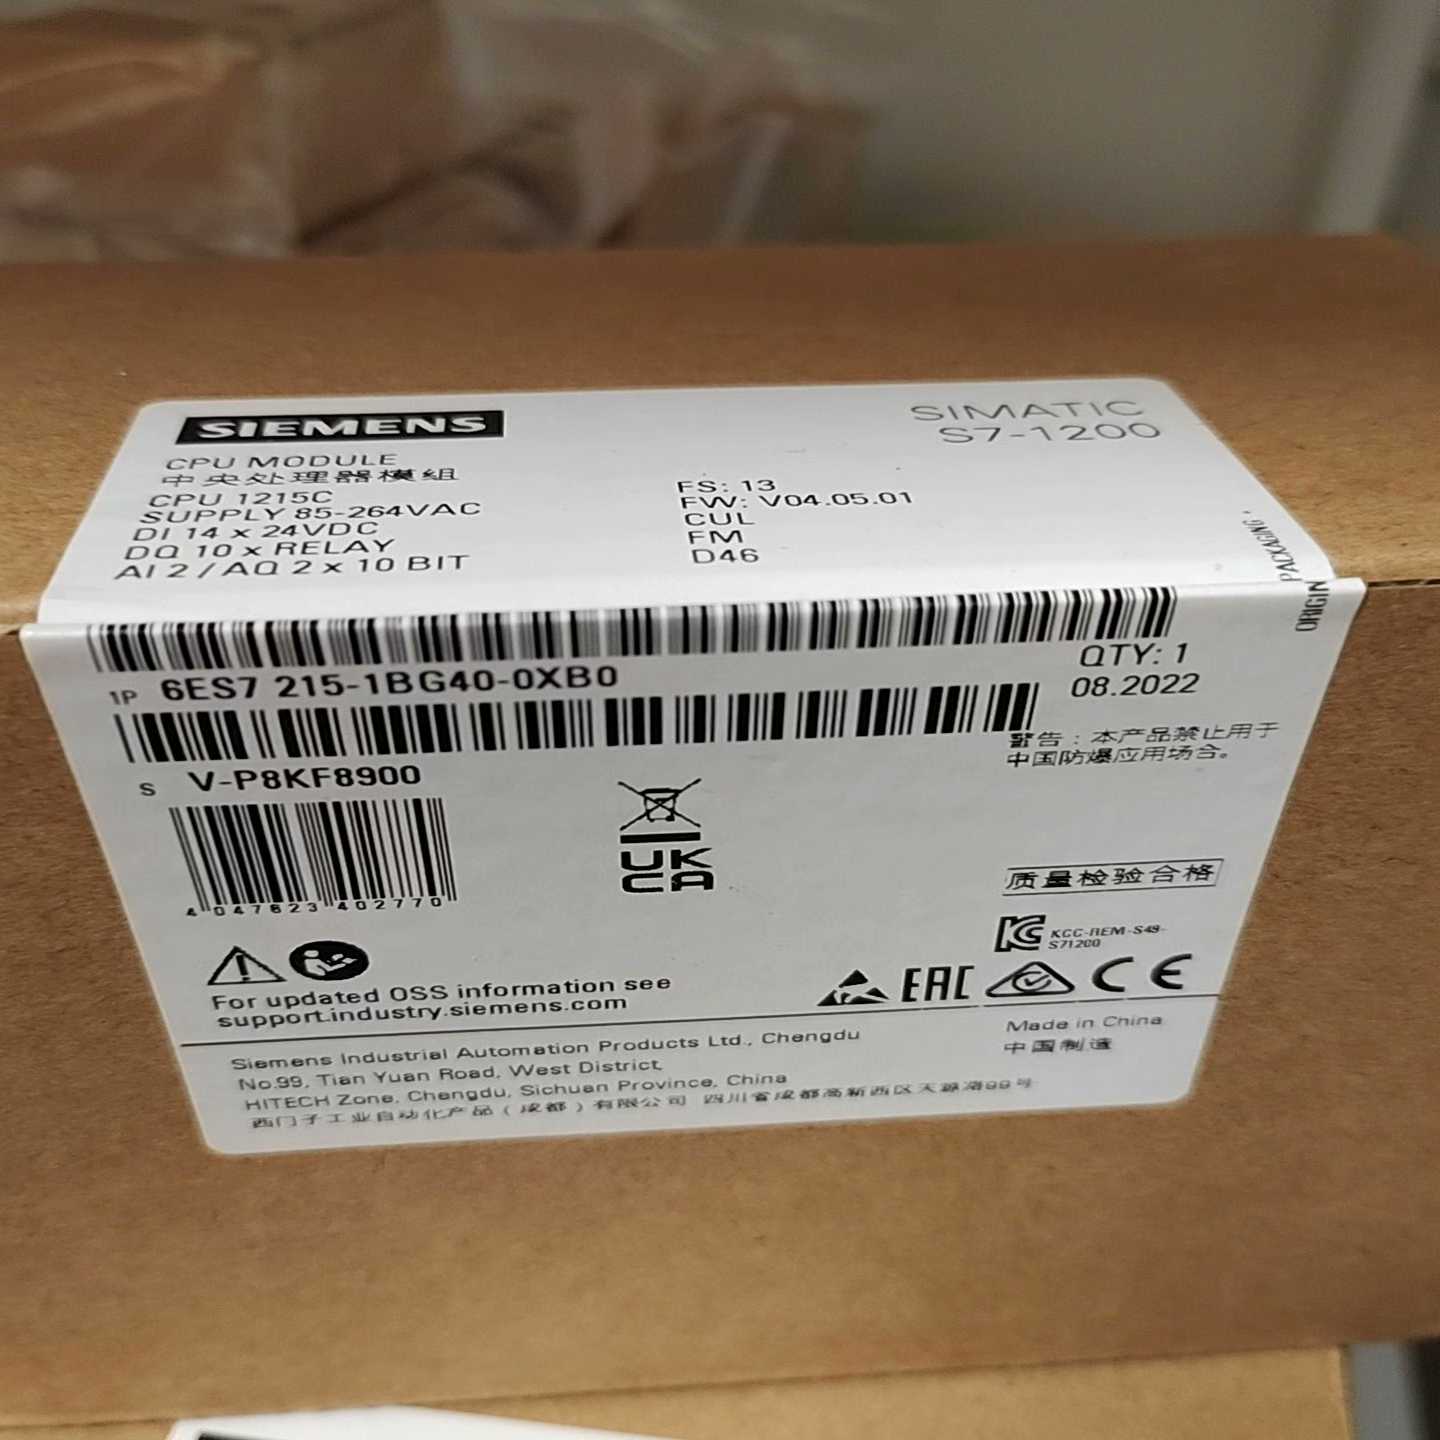 SIEMENS
SIMATIC
S7-1200
CPU MODULE
中央处理器模组
CPU 1215C
SUPPLY 85-264VAC
DI 14 x 24VDC
DQ 10 x RELAY
AI 2 / AQ 2 x 10 BIT
FS: 13
FW: V04.05.01
CUL
FM
D46
ORIGIN PACKAGING
1P 6ES7 215-1BG40-0XB0
QTY: 1
08.2022
S V-P8KF8900
警告：本产品禁止用于
中国防爆应用场合。
4 047623 402770
UK
CA
质量检验合格
KCC-REM-S49-
S71200
EAC
CE
For updated OSS information see
support.industry.siemens.com
Siemens Industrial Automation Products Ltd., Chengdu
No.99, Tian Yuan Road, West District,
HITECH Zone, Chengdu, Sichuan Province, China
西门子工业自动化产品（成都）有限公司 四川省成都高新西区天源路99号
Made in China
中国制造